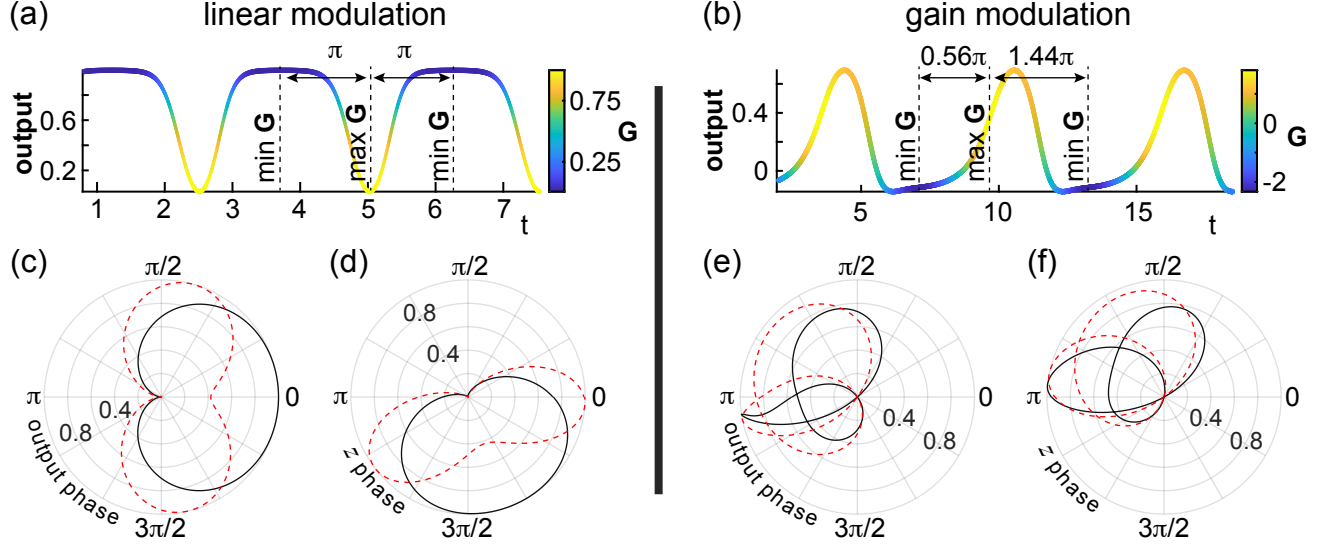 (a) linear modulation
π π
output
0.6
0.2
min G
max G
min G
1 2 3 4 5 6 7
t
0.75
0.25
G
(b) gain modulation
0.56π 1.44π
output
0.4
0
min G
max G
min G
5 10 15
t
0
-2
G
(c)
π/2
π
0
0.4
0.8
output phase
3π/2
(d)
π/2
0.8
0.4
π
0
z phase
3π/2
(e)
π/2
π
0
0.4
0.8
output phase
3π/2
(f)
π/2
π
0
0.4
0.8
z phase
3π/2